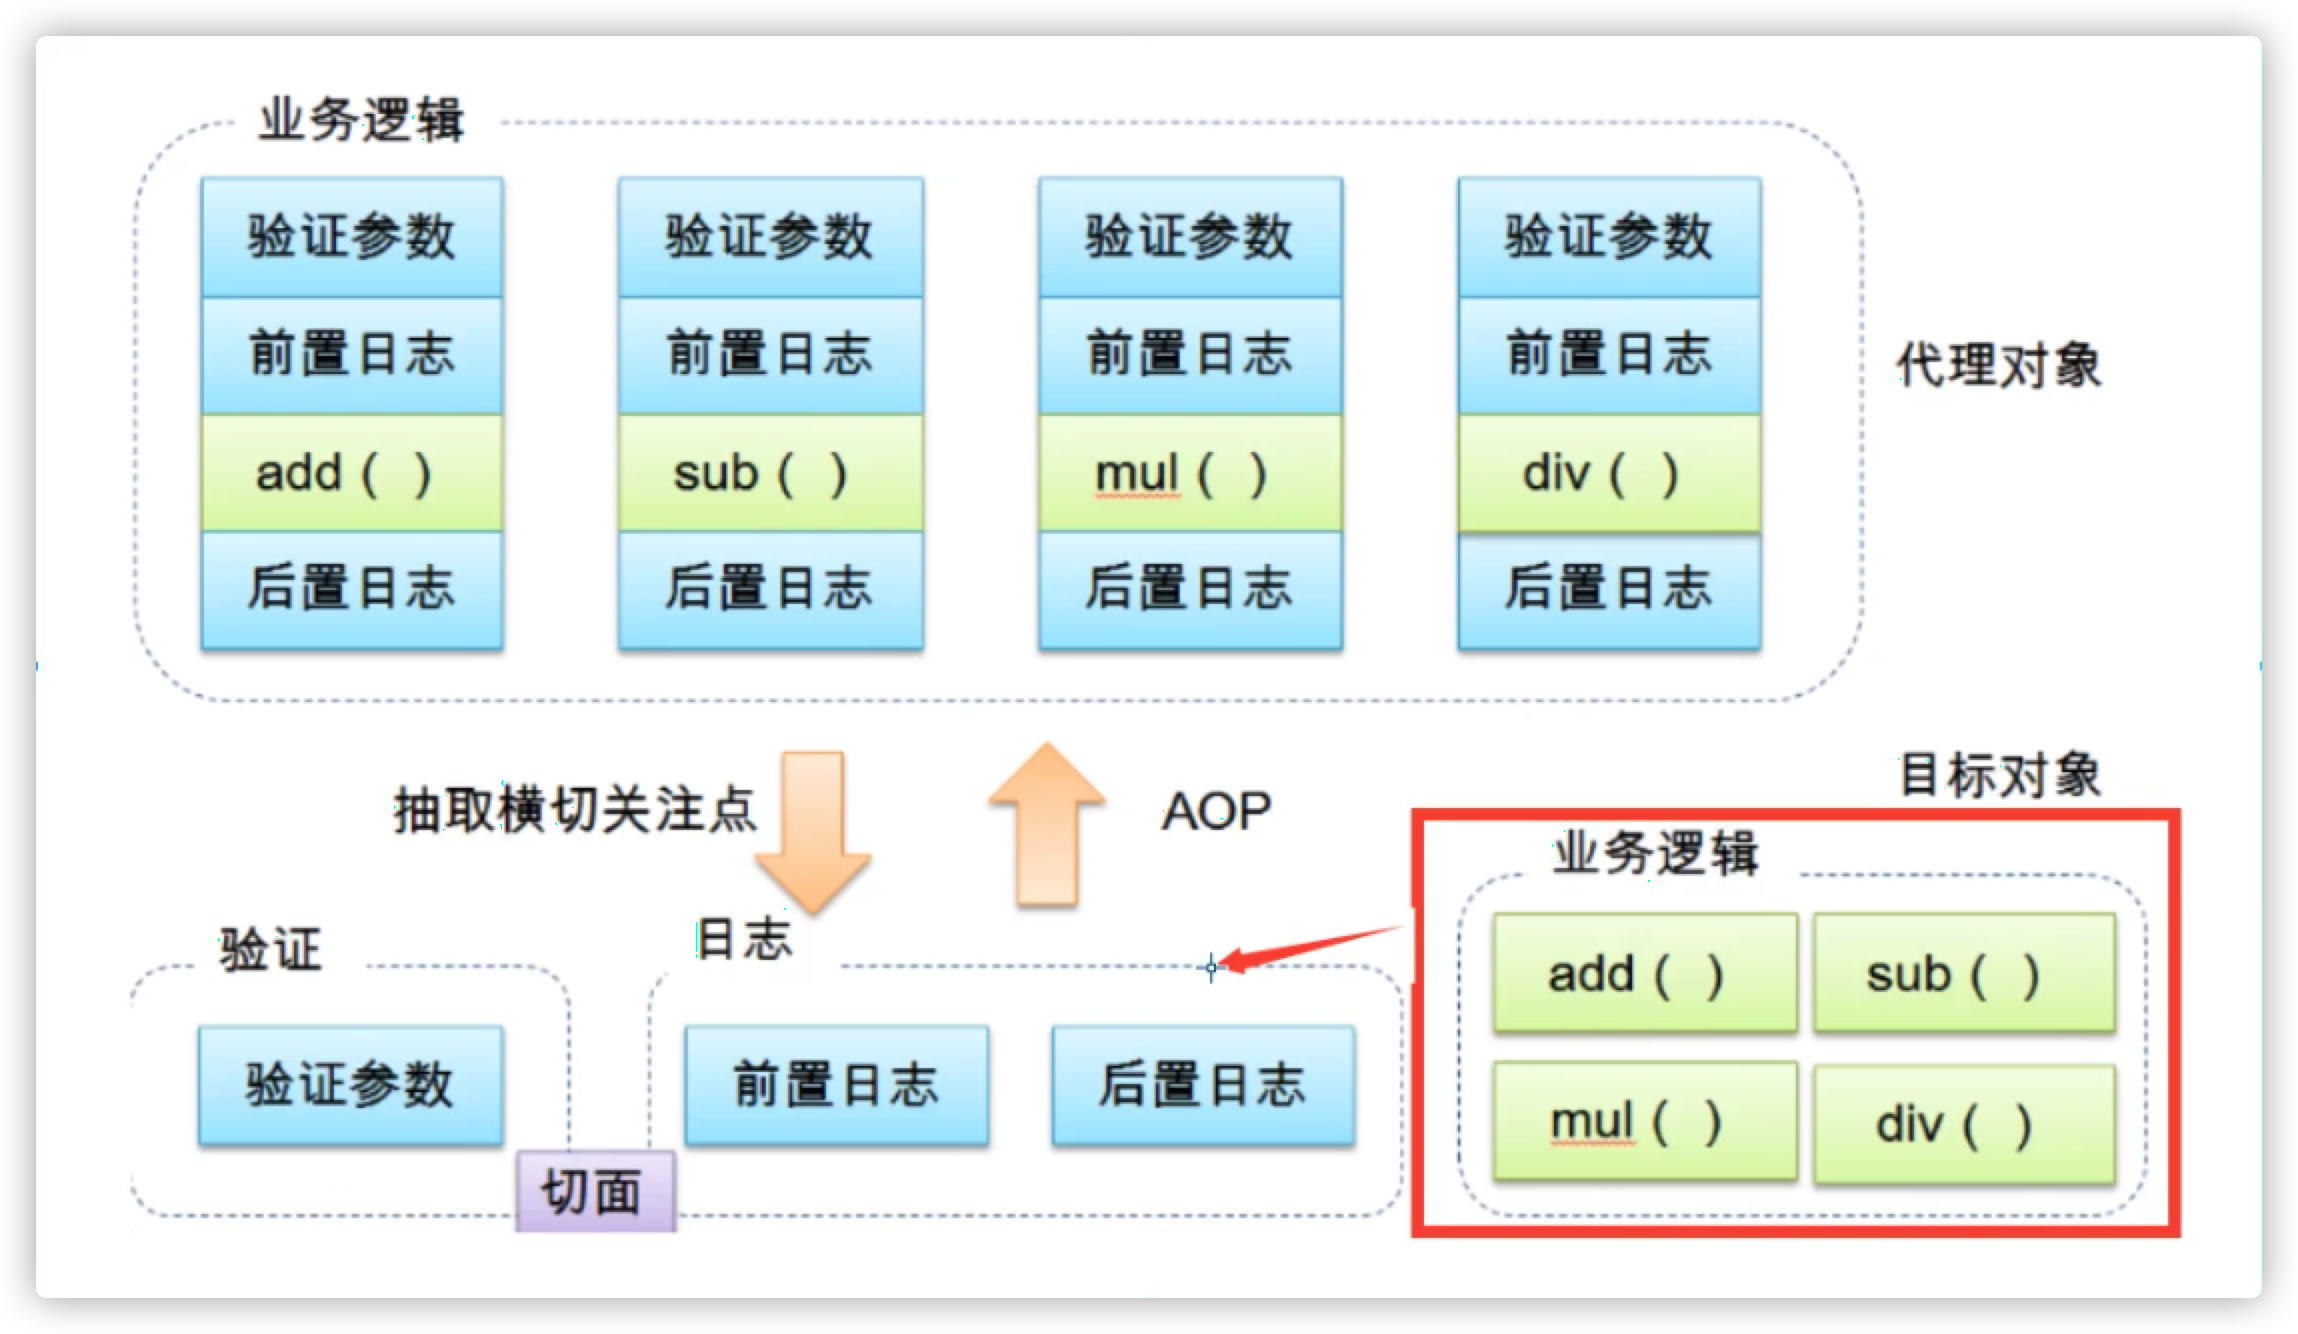 业务逻辑
验证参数 验证参数 验证参数 验证参数
前置日志 前置日志 前置日志 前置日志
代理对象
add ( ) sub ( ) mul ( ) div ( )
后置日志 后置日志 后置日志 后置日志
抽取横切关注点
AOP
目标对象
业务逻辑
add ( ) sub ( )
mul ( ) div ( )
验证
日志
验证参数
前置日志 后置日志
切面